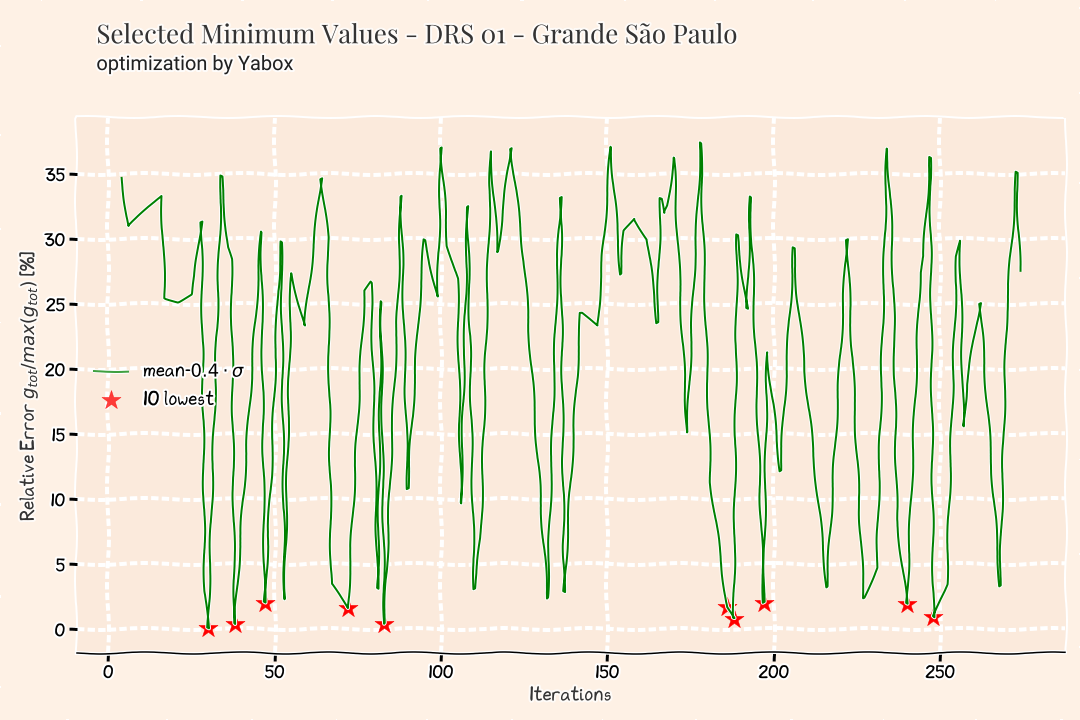 Selected Minimum Values - DRS 01 - Grande São Paulo
optimization by Yabox
Relative Error g_tot/max(g_tot) [%]
35
30
25
20
15
10
5
0
mean-0.4 · σ
10 lowest
0 50 100 150 200 250
Iterations